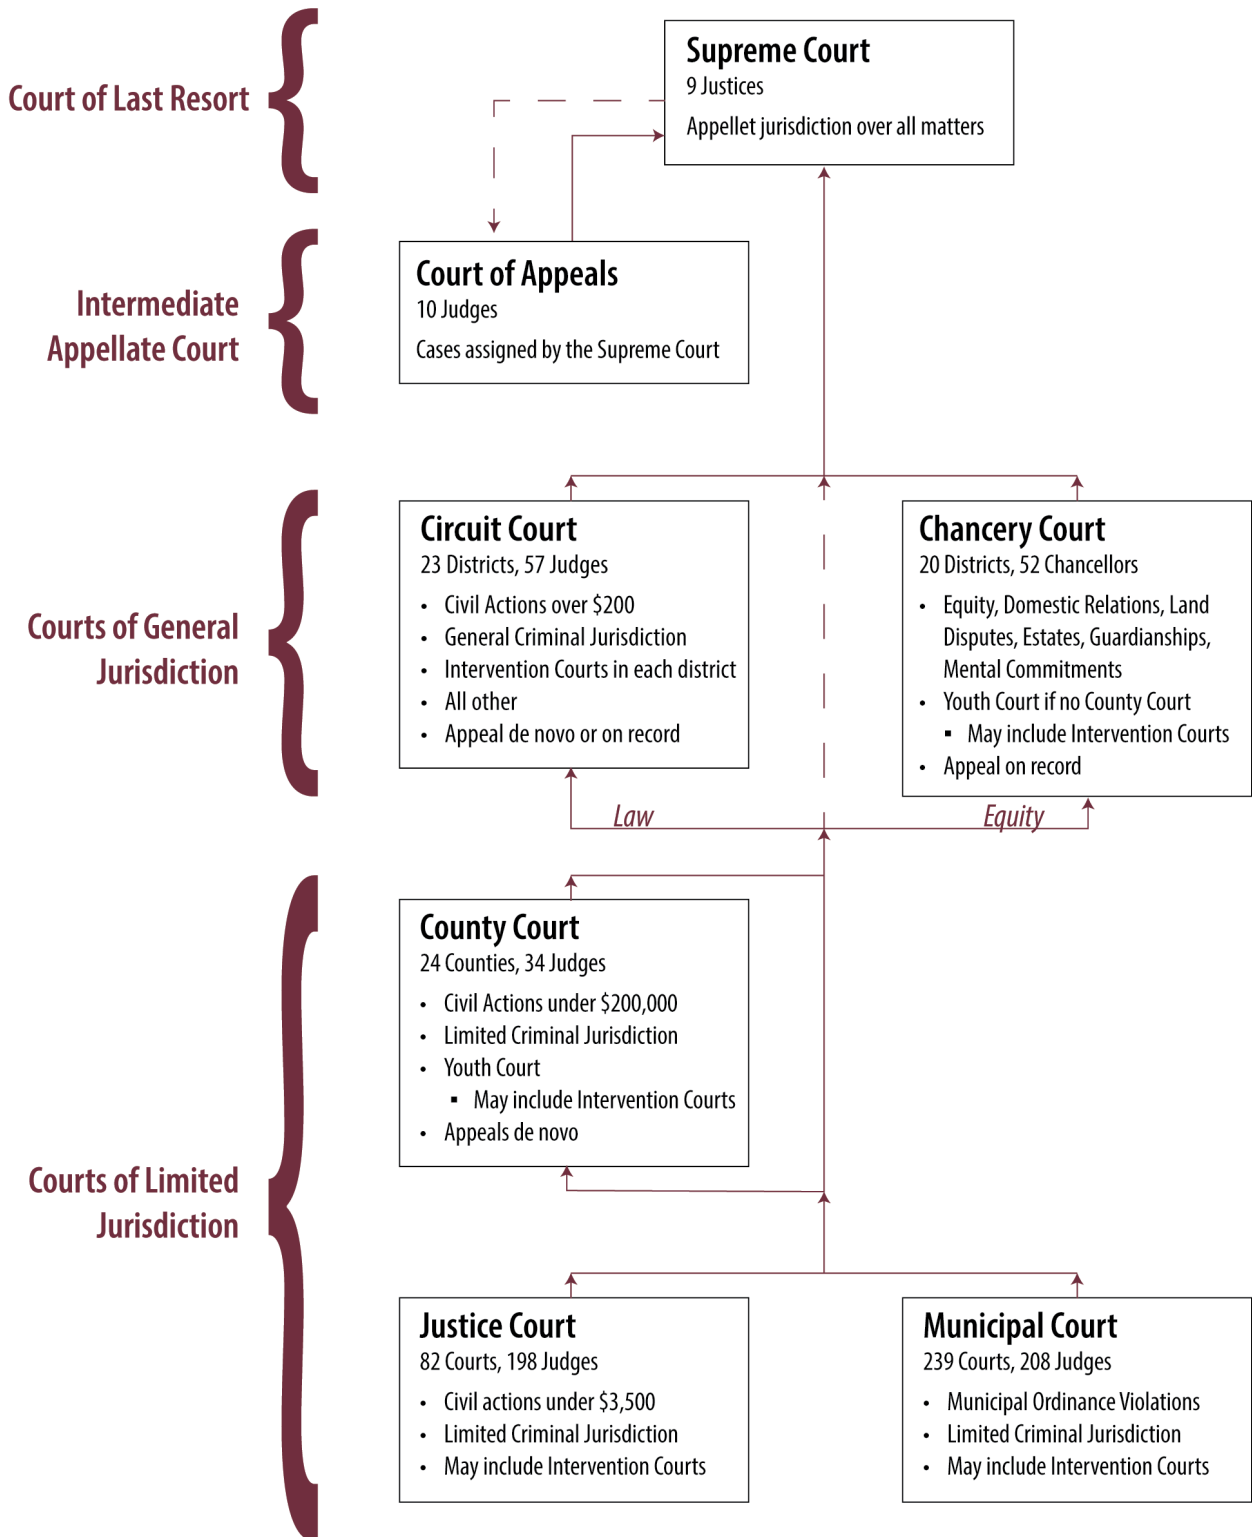 Court of Last Resort
Supreme Court
9 Justices
Appellet jurisdiction over all matters
Intermediate
Appellate Court
Court of Appeals
10 Judges
Cases assigned by the Supreme Court
Courts of General
Jurisdiction
Circuit Court
23 Districts, 57 Judges
• Civil Actions over $200
• General Criminal Jurisdiction
• Intervention Courts in each district
• All other
• Appeal de novo or on record
Chancery Court
20 Districts, 52 Chancellors
• Equity, Domestic Relations, Land
Disputes, Estates, Guardianships,
Mental Commitments
• Youth Court if no County Court
▪ May include Intervention Courts
• Appeal on record
Law
Equity
Courts of Limited
Jurisdiction
County Court
24 Counties, 34 Judges
• Civil Actions under $200,000
• Limited Criminal Jurisdiction
• Youth Court
▪ May include Intervention Courts
• Appeals de novo
Justice Court
82 Courts, 198 Judges
• Civil actions under $3,500
• Limited Criminal Jurisdiction
• May include Intervention Courts
Municipal Court
239 Courts, 208 Judges
• Municipal Ordinance Violations
• Limited Criminal Jurisdiction
• May include Intervention Courts